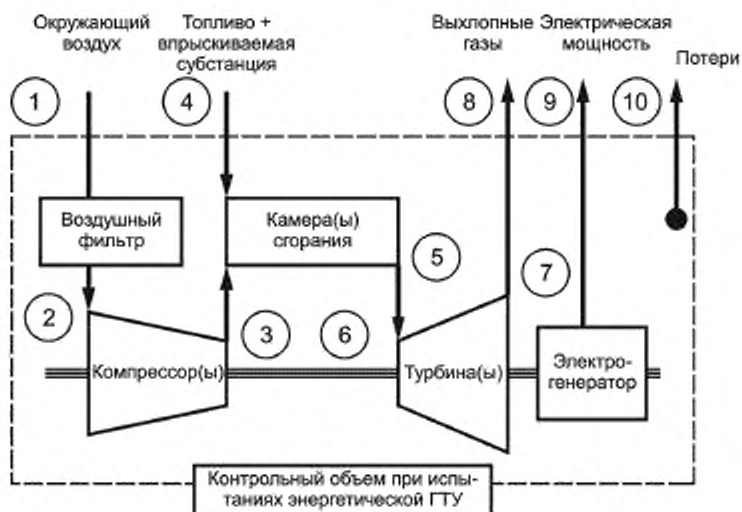 Окружающий
воздух
Топливо +
впрыскиваемая
субстанция
Выхлопные
газы
Электрическая
мощность
Потери
1
4
8
9
10
Воздушный
фильтр
Камера(ы)
сгорания
5
7
2
3
6
Компрессор(ы)
Турбина(ы)
Электро-
генератор
Контрольный объем при испы-
таниях энергетической ГТУ